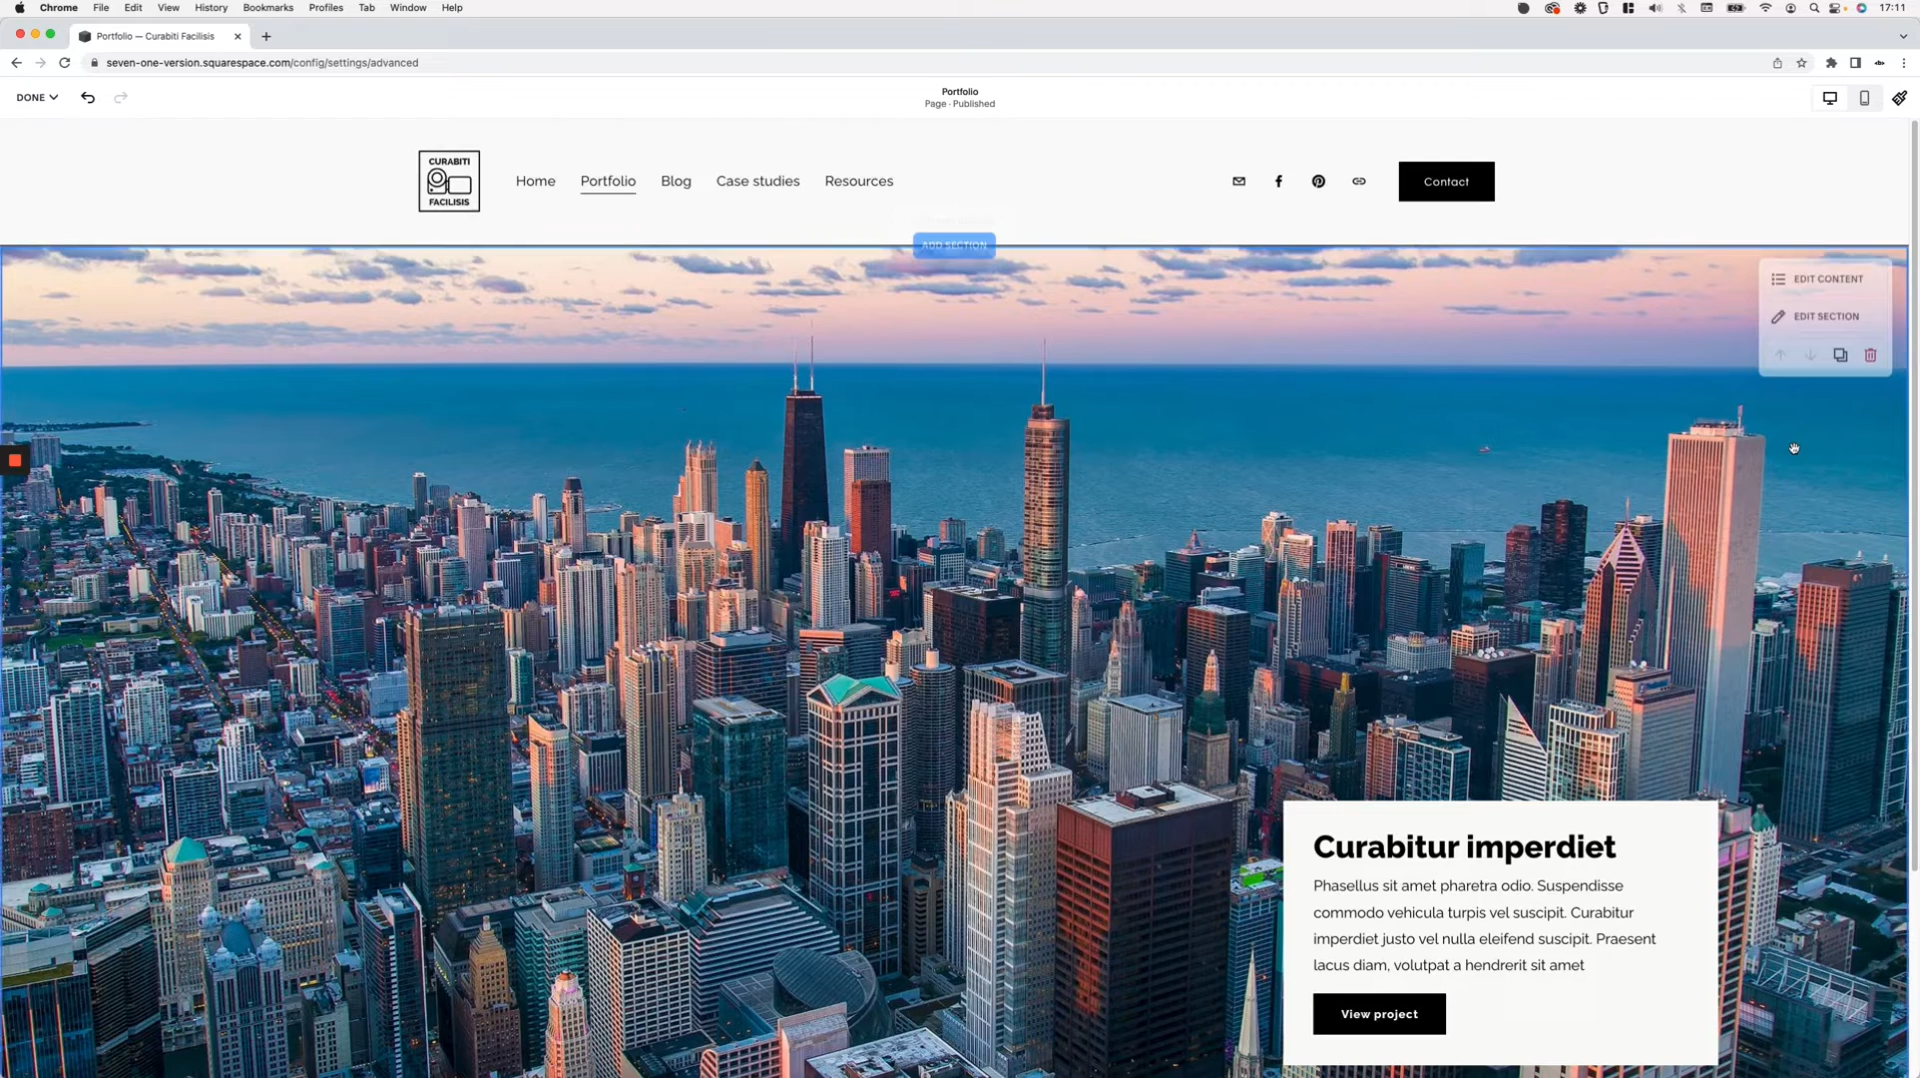 Chrome File Edit View History Bookmarks Profiles Tab Window Help 17:11
Portfolio — Curabiti Facilisis
seven-one-version.squarespace.com/config/settings/advanced
DONE
Portfolio
Page · Published
CURABITI
FACILISIS
Home Portfolio Blog Case studies Resources
Contact
ADD SECTION
EDIT CONTENT
EDIT SECTION
Curabitur imperdiet
Phasellus sit amet pharetra odio. Suspendisse
commodo vehicula turpis vel suscipit. Curabitur
imperdiet justo vel nulla eleifend suscipit. Praesent
lacus diam, volutpat a hendrerit sit amet
View project